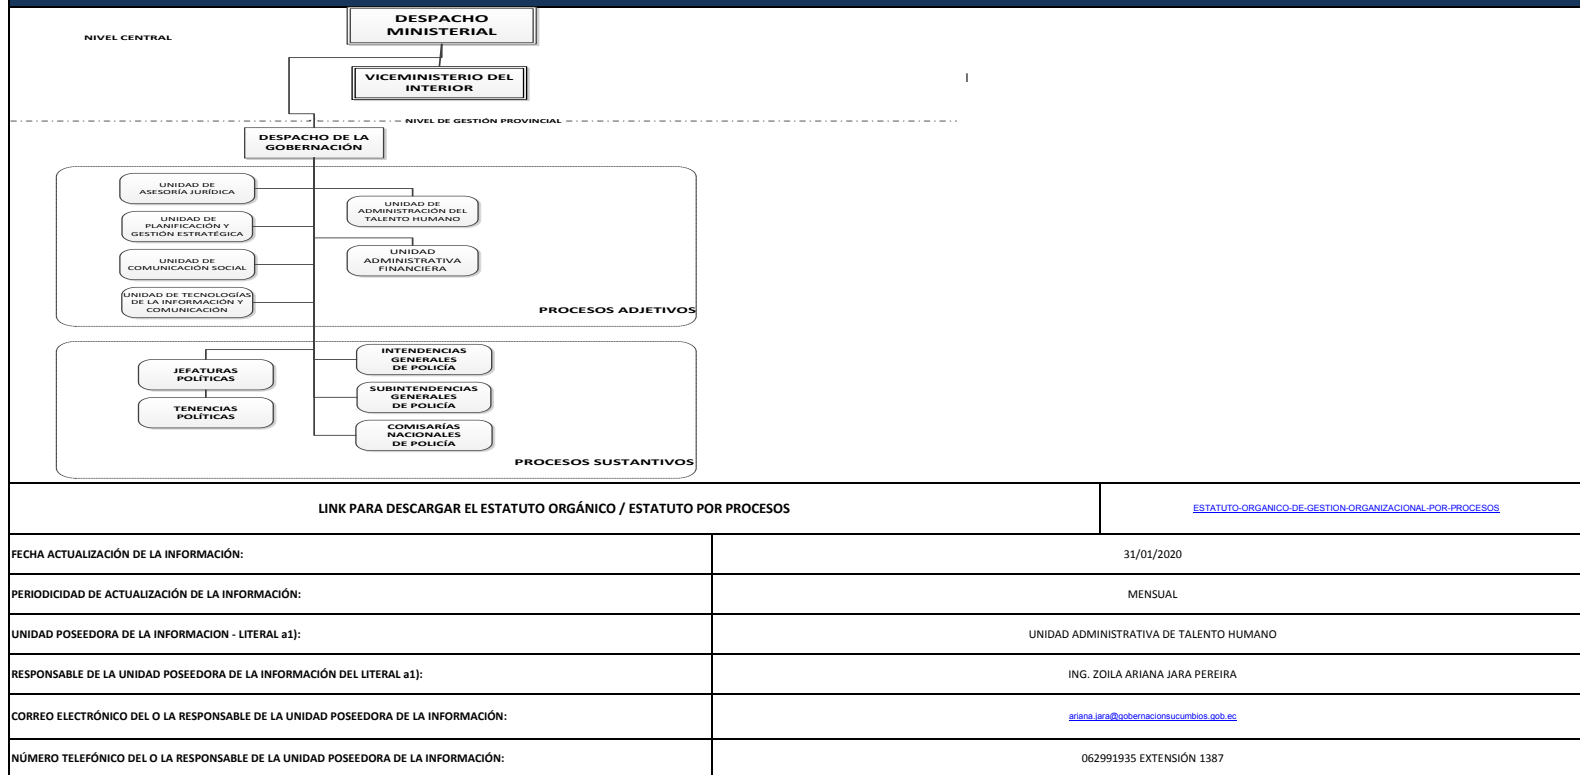 DESPACHO
MINISTERIAL
NIVEL CENTRAL
VICEMINISTERIO DEL
INTERIOR
NIVEL DE GESTIÓN PROVINCIAL
DESPACHO DE LA
GOBERNACIÓN
UNIDAD DE
ASESORÍA JURÍDICA
UNIDAD DE
ADMINISTRACIÓN DEL
TALENTO HUMANO
UNIDAD DE
PLANIFICACIÓN Y
GESTIÓN ESTRATÉGICA
UNIDAD
ADMINISTRATIVA
FINANCIERA
UNIDAD DE
COMUNICACIÓN SOCIAL
UNIDAD DE TECNOLOGÍAS
DE LA INFORMACIÓN Y
COMUNICACIÓN
PROCESOS ADJETIVOS
INTENDENCIAS
GENERALES
DE POLICÍA
JEFATURAS
POLÍTICAS
SUBINTENDENCIAS
GENERALES
DE POLICÍA
TENENCIAS
POLÍTICAS
COMISARÍAS
NACIONALES
DE POLICÍA
PROCESOS SUSTANTIVOS
LINK PARA DESCARGAR EL ESTATUTO ORGÁNICO / ESTATUTO POR PROCESOS
ESTATUTO-ORGANICO-DE-GESTION-ORGANIZACIONAL-POR-PROCESOS
FECHA ACTUALIZACIÓN DE LA INFORMACIÓN:
31/01/2020
PERIODICIDAD DE ACTUALIZACIÓN DE LA INFORMACIÓN:
MENSUAL
UNIDAD POSEEDORA DE LA INFORMACION - LITERAL a1):
UNIDAD ADMINISTRATIVA DE TALENTO HUMANO
RESPONSABLE DE LA UNIDAD POSEEDORA DE LA INFORMACIÓN DEL LITERAL a1):
ING. ZOILA ARIANA JARA PEREIRA
CORREO ELECTRÓNICO DEL O LA RESPONSABLE DE LA UNIDAD POSEEDORA DE LA INFORMACIÓN:
ariana.jara@gobernacionsucumbios.gob.ec
NÚMERO TELEFÓNICO DEL O LA RESPONSABLE DE LA UNIDAD POSEEDORA DE LA INFORMACIÓN:
062991935 EXTENSIÓN 1387